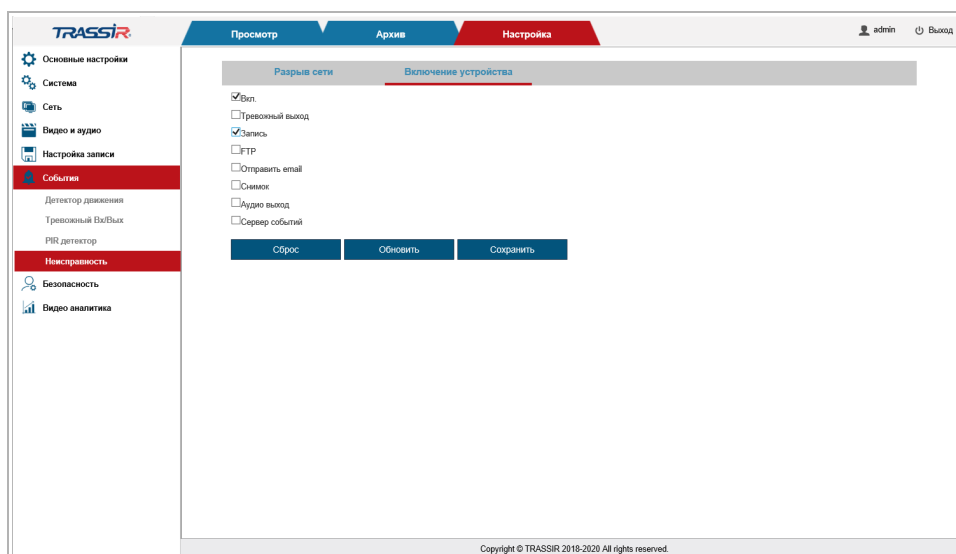 TRASSIR
Просмотр
Архив
Настройка
admin
Выход
Основные настройки
Система
Сеть
Видео и аудио
Настройка записи
События
Детектор движения
Тревожный Вх/Вых
PIR детектор
Неисправность
Безопасность
Видео аналитика
Разрыв сети
Включение устройства
Вкл.
Тревожный выход
Запись
FTP
Отправить email
Снимок
Аудио выход
Сервер событий
Сброс
Обновить
Сохранить
Copyright © TRASSIR 2018-2020 All rights reserved.